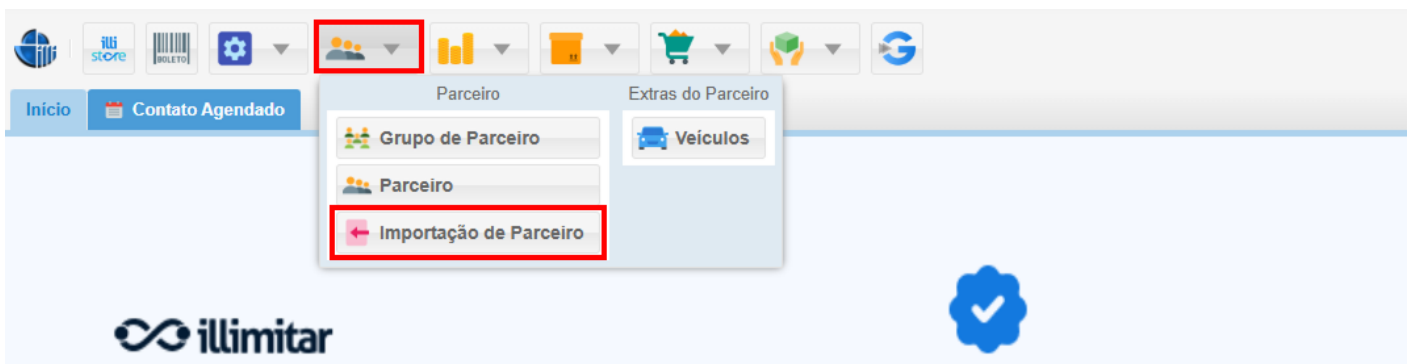 illi
illi
store
BOLETO
Início
Contato Agendado
Parceiro
Extras do Parceiro
Grupo de Parceiro
Veículos
Parceiro
Importação de Parceiro
illimitar